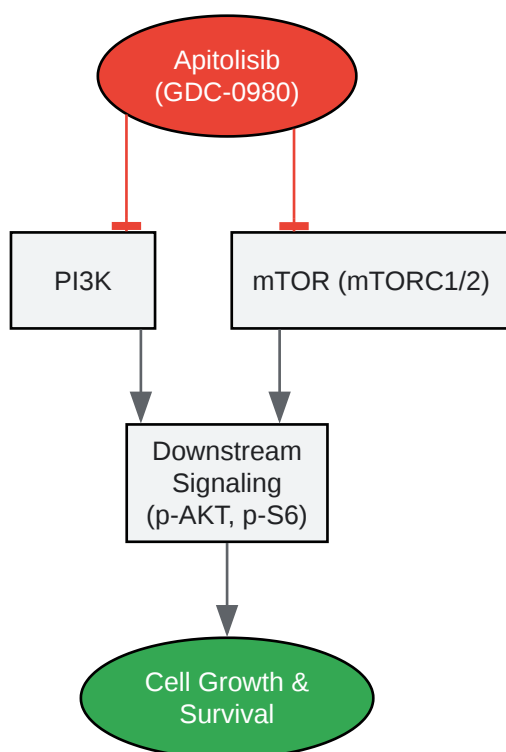 Apitolisib
(GDC-0980)
PI3K
mTOR (mTORC1/2)
Downstream
Signaling
(p-AKT, p-S6)
Cell Growth &
Survival